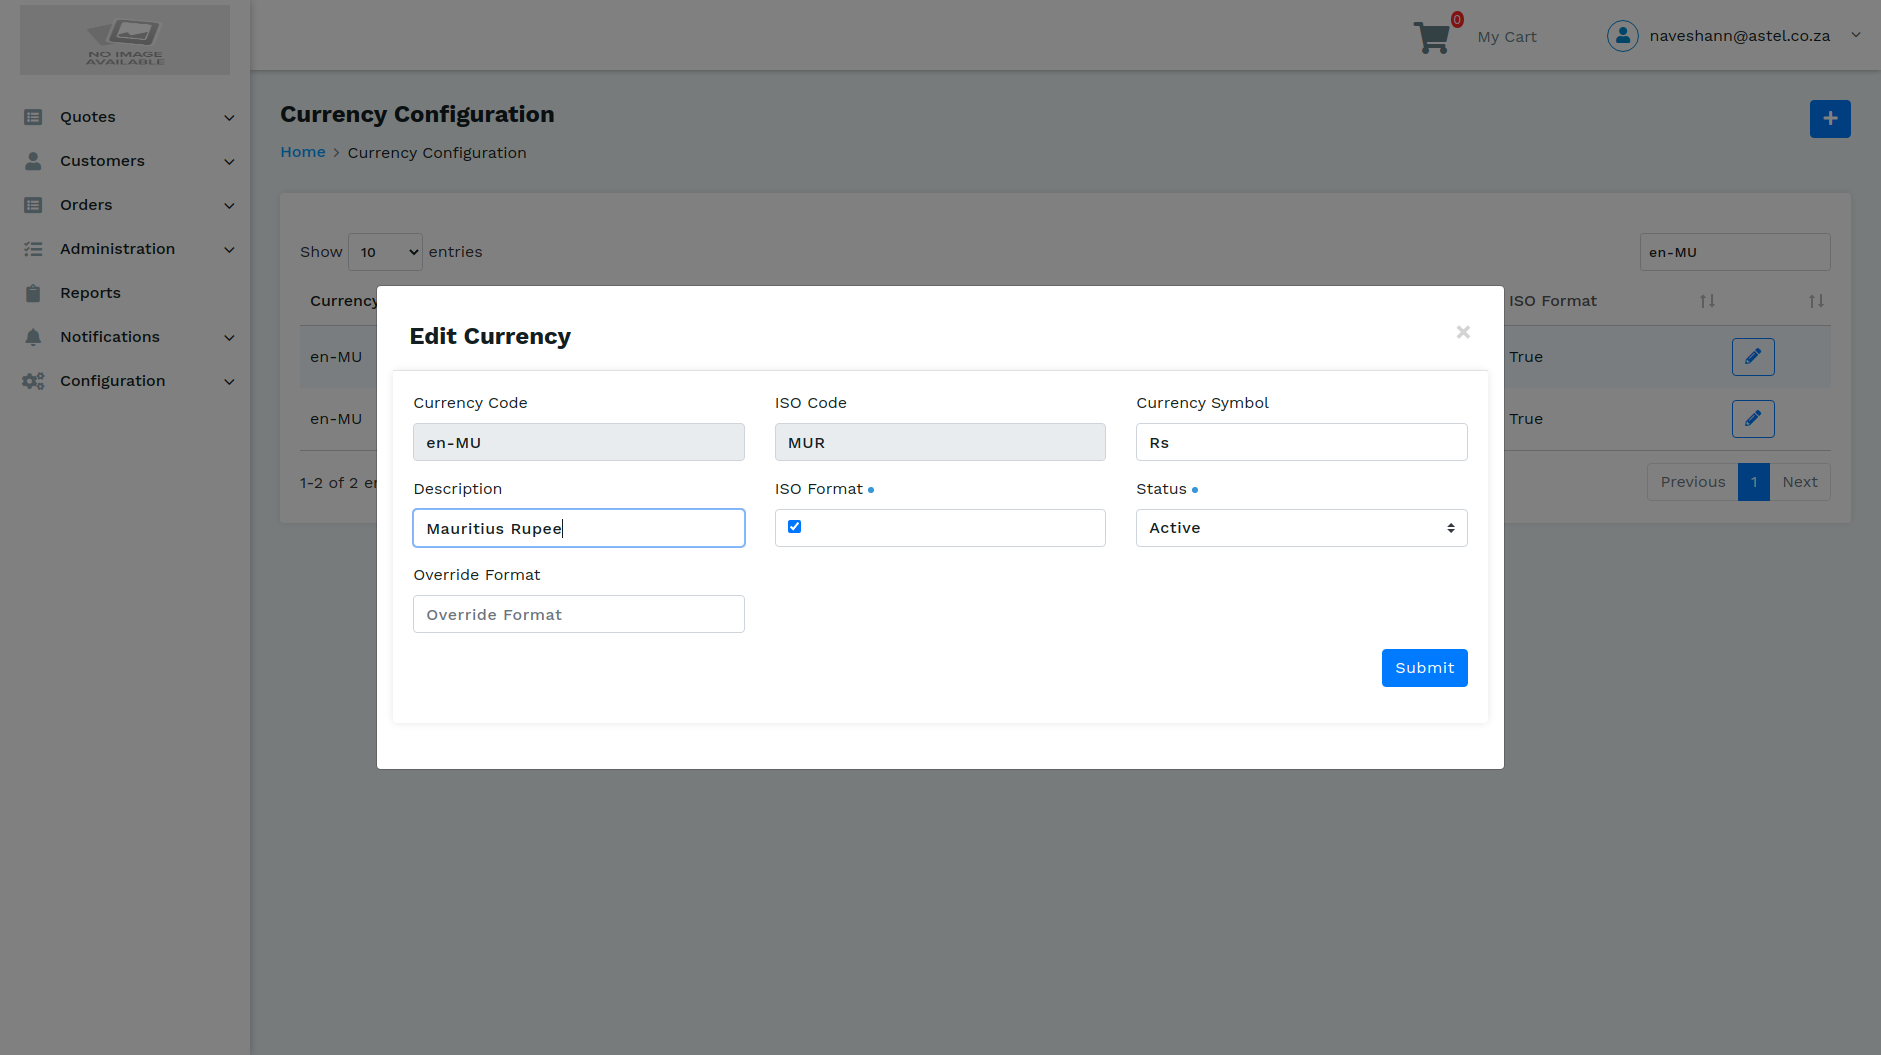 NO IMAGE
AVAILABLE
0
My Cart
naveshann@astel.co.za
Quotes
Customers
Orders
Administration
Reports
Notifications
Configuration
Currency Configuration
Home > Currency Configuration
Show 10 entries
en-MU
Currency
ISO Format
en-MU
True
en-MU
True
1-2 of 2 e
Previous 1 Next
Edit Currency
Currency Code
ISO Code
Currency Symbol
en-MU
MUR
Rs
Description
ISO Format
Status
Mauritius Rupee
Active
Override Format
Override Format
Submit